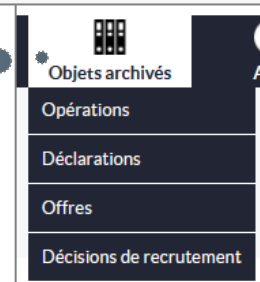 Objets archivés
Opérations
Déclarations
Offres
Décisions de recrutement